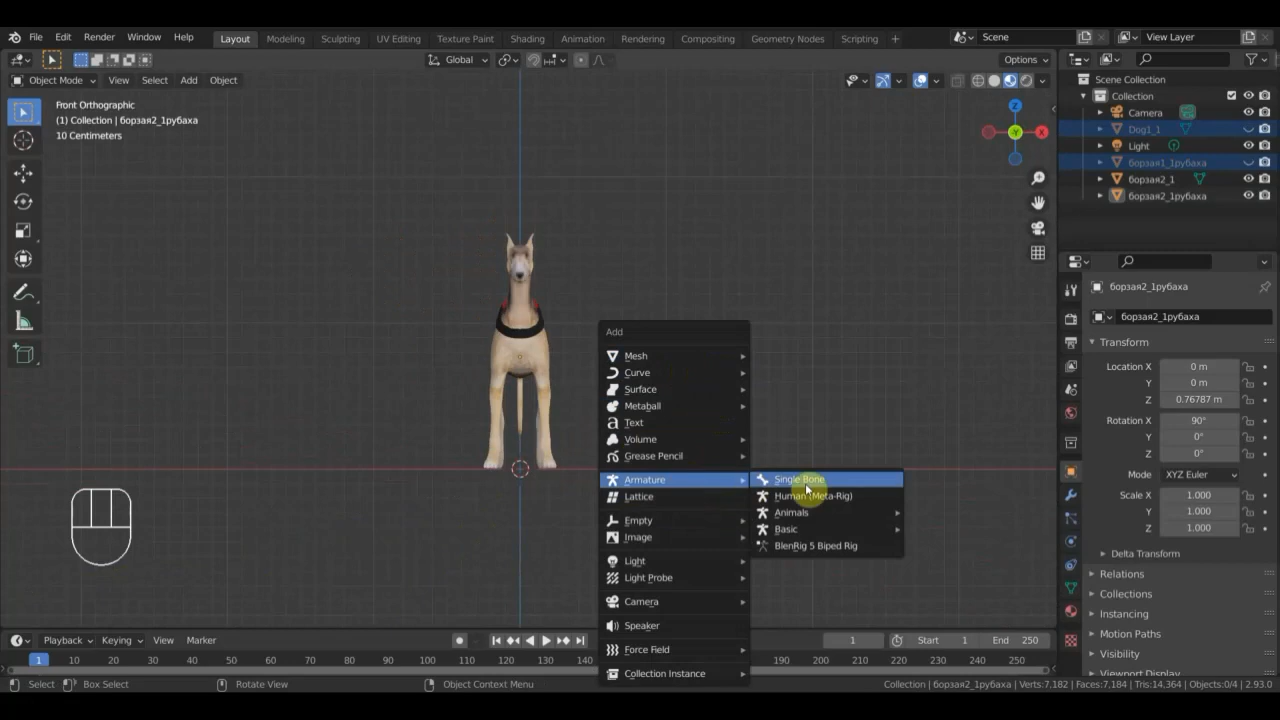 File Edit Render Window Help Layout Modeling Sculpting UV Editing Texture Paint Shading Animation Rendering Compositing Geometry Nodes Scripting + Scene View Layer
Global Options
Object Mode View Select Add Object
Front Orthographic
(1) Collection | борзая2_1рубаха
10 Centimeters
Z
X
-Y
Scene Collection
Collection
Camera
Dog1_1
Light
борзая1_1рубаха
борзая2_1
борзая2_1рубаха
Add
Mesh
Curve
Surface
Metaball
Text
Volume
Grease Pencil
Armature
Lattice
Empty
Image
Light
Light Probe
Camera
Speaker
Force Field
Collection Instance
Single Bone
Human (Meta-Rig)
Animals
Basic
BlenRig 5 Biped Rig
борзая2_1рубаха
борзая2_1рубаха
Transform
Location X 0 m
Y 0 m
Z 0.76787 m
Rotation X 90°
Y 0°
Z 0°
Mode XYZ Euler
Scale X 1.000
Y 1.000
Z 1.000
Delta Transform
Relations
Collections
Instancing
Motion Paths
Visibility
Viewport Display
Playback Keying View Marker 1 Start 1 End 250
1 10 20 30 40 50 60 70 80 90 100 110 120 130 140 190 200 210 220 230 240 250
Select Box Select Rotate View Object Context Menu Collection | борзая2_1рубаха | Verts:7,182 | Faces:7,184 | Tris:14,364 | Objects:0/4 | 2.93.0